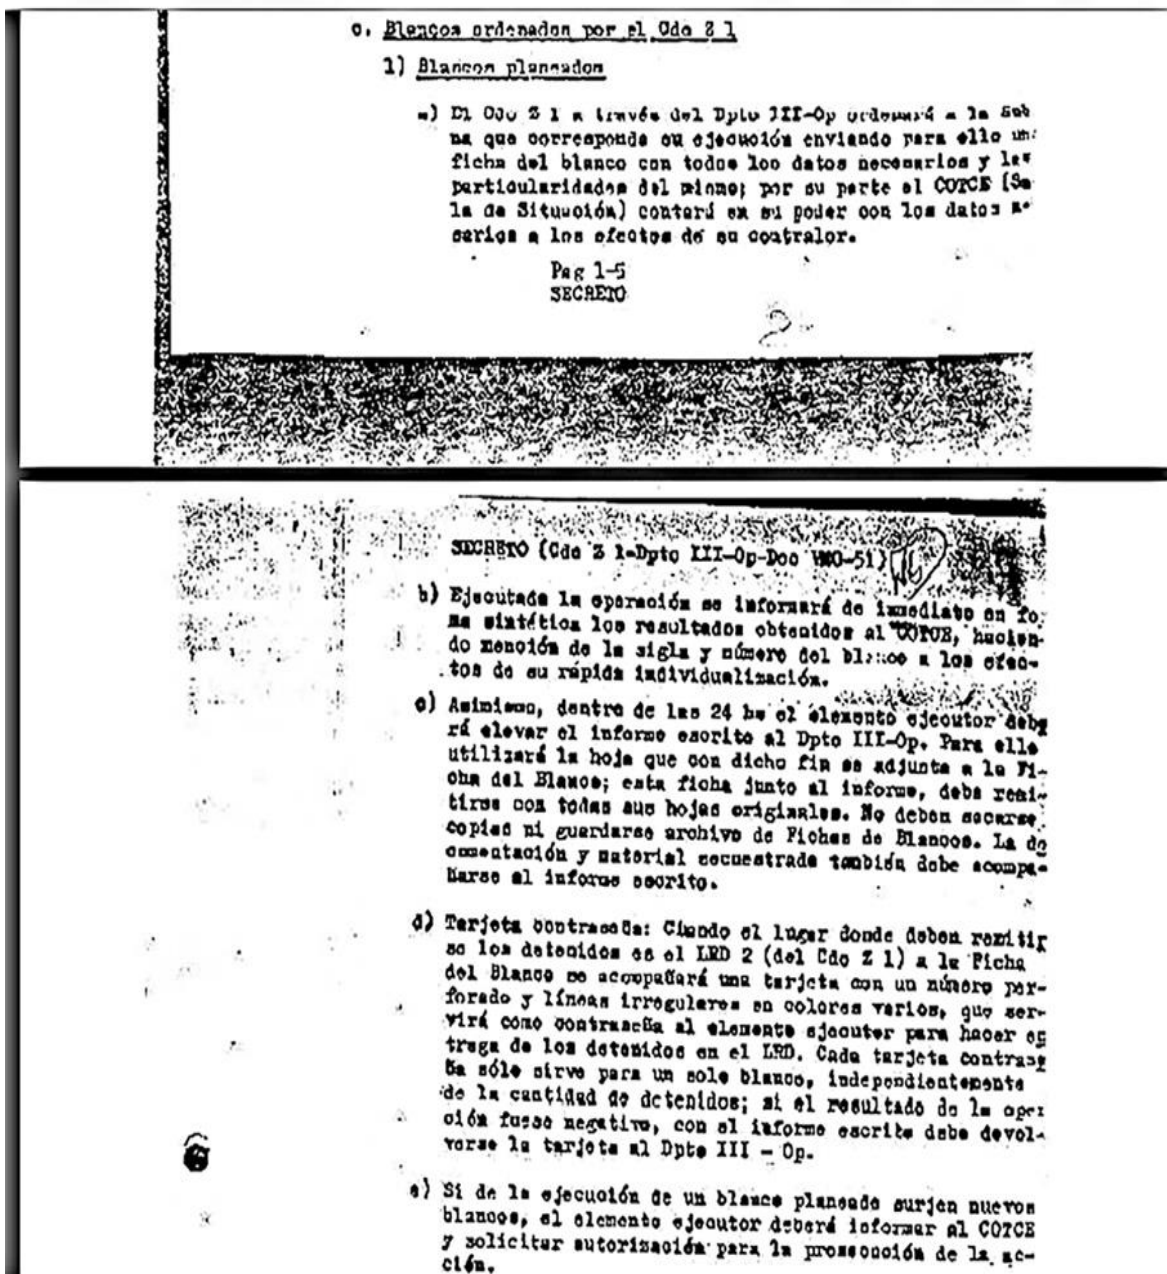 c. Blancos ordenados por el Cdo Z 1
1) Blancos planeados
a) El Cdo Z 1 a través del Dpto III-Op ordenará a la Sub
na que corresponda su ejecución enviando para ello un
ficha del blanco con todos los datos necesarios y las
particularidades del mismo; por su parte el COTCE (Sa
la de Situación) contará en su poder con los datos ne
sarios a los efectos de su contralor.
Pag 1-5
SECRETO
2
SECRETO (Cdo Z 1-Dpto III-Op-Doc -51)
b) Ejecutada la operación se informará de inmediato en fo
ma sintética los resultados obtenidos al COTCE, hacien-
do mención de la sigla y número del blanco a los efec-
tos de su rápida individualización.
c) Asimismo, dentro de las 24 hs el elemento ejecutor debe
rá elevar el informe escrito al Dpto III-Op. Para ello
utilizará la hoja que con dicho fin se adjunta a la Fi-
cha del Blanco; esta ficha junto al informe, debe remi-
tirse con todas sus hojas originales. No deben sacarse
copias ni guardarse archivo de Fichas de Blancos. La do
cumentación y material secuestrado también debe acompa-
ñarse al informe escrito.
d) Tarjeta contraseña: Cuando el lugar donde deben remitir
se los detenidos es el LRD 2 (del Cdo Z 1) a la Ficha
del Blanco se acompañará una tarjeta con un número per-
forado y líneas irregulares en colores varios, que ser-
virá como contraseña al elemento ejecutor para hacer en
trega de los detenidos en el LRD. Cada tarjeta contrase
ña sólo sirve para un solo blanco, independientemente
de la cantidad de detenidos; si el resultado de la oper
ción fuese negativo, con el informe escrito debe devol-
verse la tarjeta al Dpto III - Op.
e) Si de la ejecución de un blanco planeado surjen nuevos
blancos, el elemento ejecutor deberá informar al COTCE
y solicitar autorización para la prosecución de la ac-
ción.